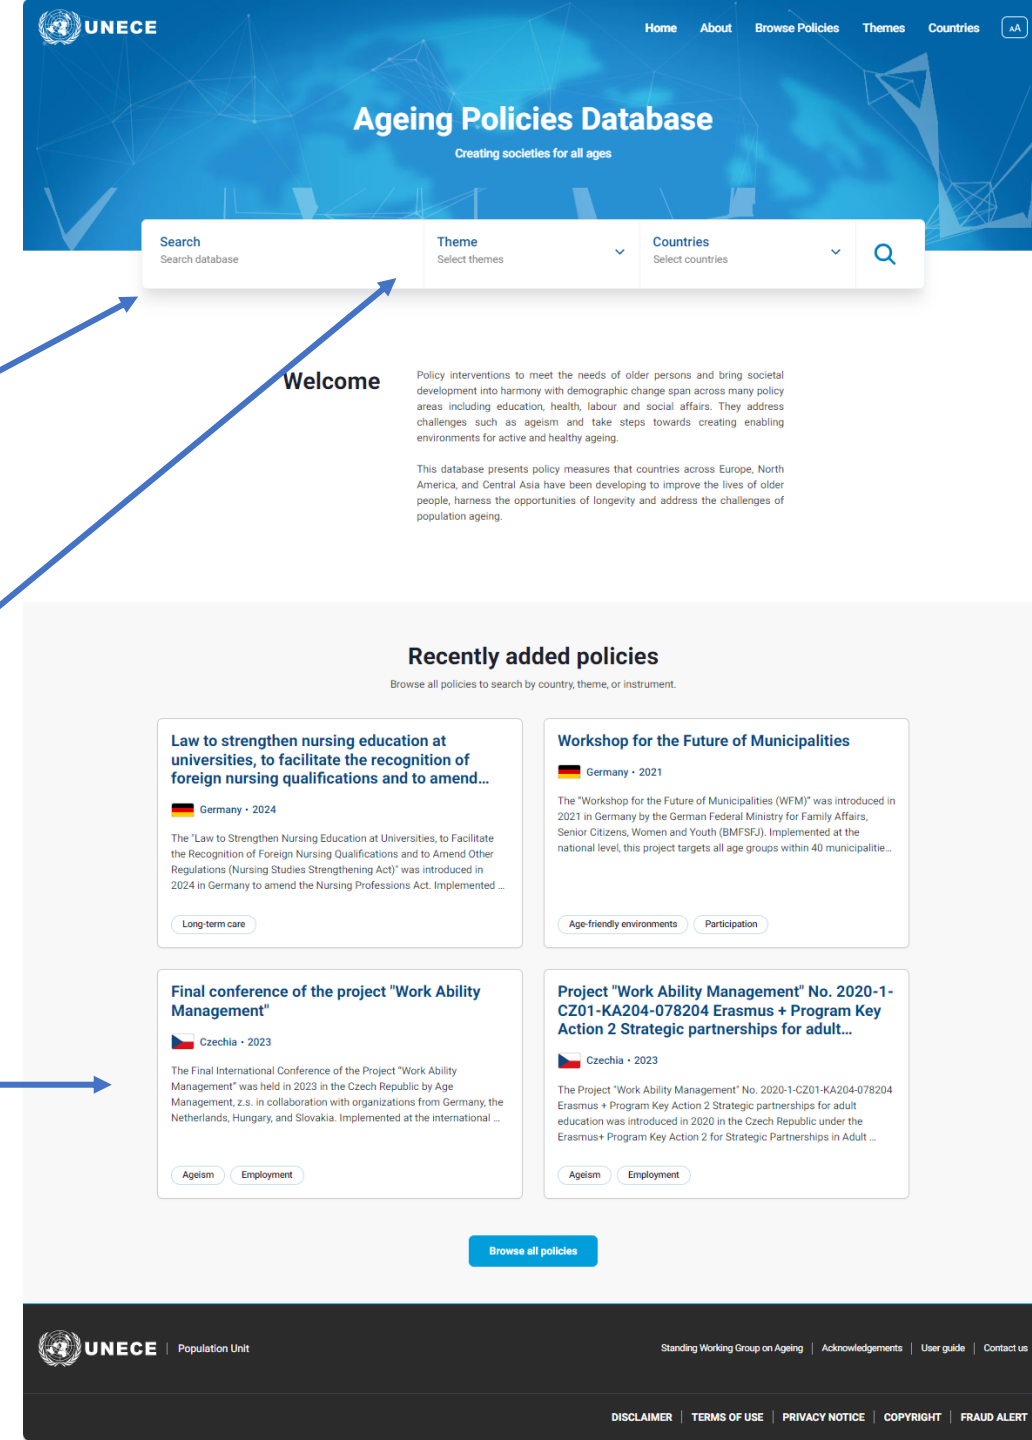 UNECE
Home About Browse Policies Themes Countries AA
Ageing Policies Database
Creating societies for all ages
Search
Search database
Theme
Select themes
Countries
Select countries
Welcome
Policy interventions to meet the needs of older persons and bring societal
development into harmony with demographic change span across many policy
areas including education, health, labour and social affairs. They address
challenges such as ageism and take steps towards creating enabling
environments for active and healthy ageing.
This database presents policy measures that countries across Europe, North
America, and Central Asia have been developing to improve the lives of older
people, harness the opportunities of longevity and address the challenges of
population ageing.
Recently added policies
Browse all policies to search by country, theme, or instrument.
Law to strengthen nursing education at
universities, to facilitate the recognition of
foreign nursing qualifications and to amend...
Germany • 2024
The "Law to Strengthen Nursing Education at Universities, to Facilitate
the Recognition of Foreign Nursing Qualifications and to Amend Other
Regulations (Nursing Studies Strengthening Act)" was introduced in
2024 in Germany to amend the Nursing Professions Act. Implemented ...
Long-term care
Workshop for the Future of Municipalities
Germany • 2021
The "Workshop for the Future of Municipalities (WFM)" was introduced in
2021 in Germany by the German Federal Ministry for Family Affairs,
Senior Citizens, Women and Youth (BMFSFJ). Implemented at the
national level, this project targets all age groups within 40 municipalitie...
Age-friendly environments Participation
Final conference of the project "Work Ability
Management"
Czechia • 2023
The Final International Conference of the Project "Work Ability
Management" was held in 2023 in the Czech Republic by Age
Management, z.s. in collaboration with organizations from Germany, the
Netherlands, Hungary, and Slovakia. Implemented at the international ...
Ageism Employment
Project "Work Ability Management" No. 2020-1-
CZ01-KA204-078204 Erasmus + Program Key
Action 2 Strategic partnerships for adult...
Czechia • 2023
The Project "Work Ability Management" No. 2020-1-CZ01-KA204-078204
Erasmus + Program Key Action 2 Strategic partnerships for adult
education was introduced in 2020 in the Czech Republic under the
Erasmus+ Program Key Action 2 for Strategic Partnerships in Adult ...
Ageism Employment
Browse all policies
UNECE | Population Unit
Standing Working Group on Ageing | Acknowledgements | User guide | Contact us
DISCLAIMER | TERMS OF USE | PRIVACY NOTICE | COPYRIGHT | FRAUD ALERT